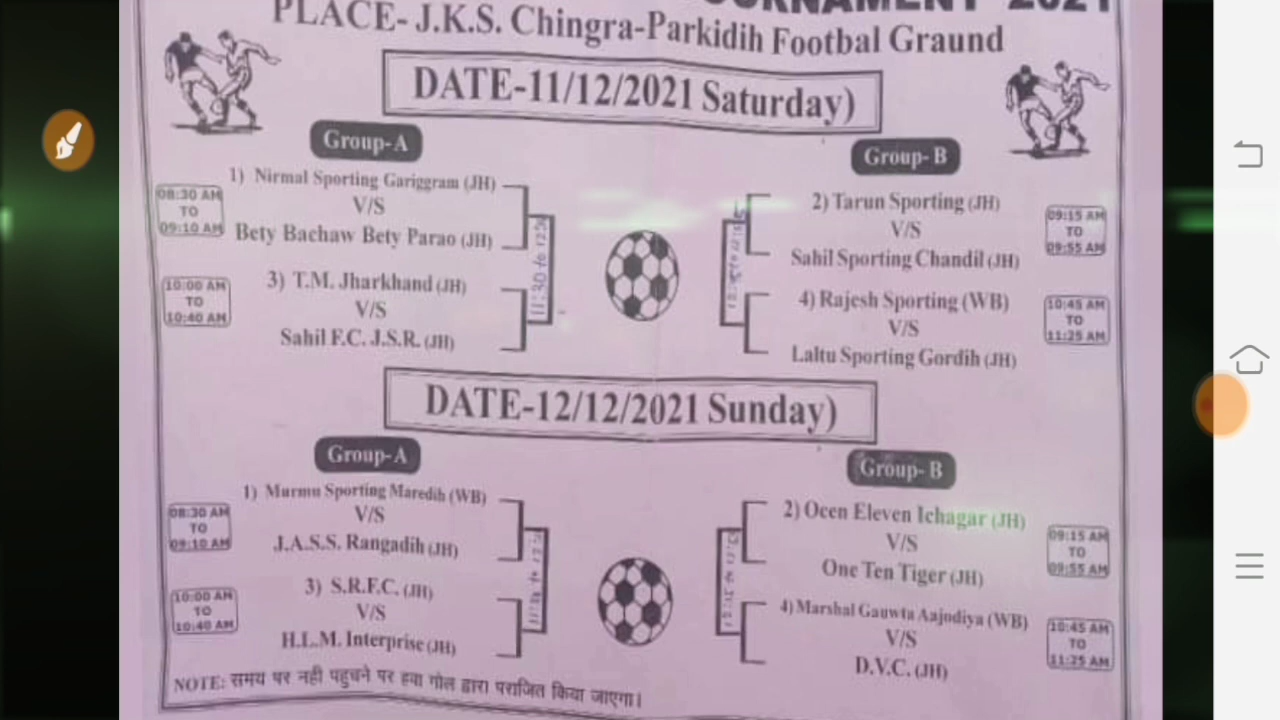 2021
PLACE- J.K.S. Chingra-Parkidih Footbal Graund
DATE-11/12/2021 Saturday)
Group-A
1) Nirmal Sporting Gariggram (JH)
V/S
Bety Bachaw Bety Parao (JH)
08:30 AM
TO
09:10 AM
3) T.M. Jharkhand (JH)
V/S
Sahil F.C. J.S.R. (JH)
10:00 AM
TO
10:40 AM
Group-B
2) Tarun Sporting (JH)
V/S
Sahil Sporting Chandil (JH)
09:15 AM
TO
09:55 AM
4) Rajesh Sporting (WB)
V/S
Laltu Sporting Gordih (JH)
10:45 AM
TO
11:25 AM
DATE-12/12/2021 Sunday)
Group-A
1) Murmu Sporting Maredih (WB)
V/S
J.A.S.S. Rangadih (JH)
08:30 AM
TO
09:10 AM
3) S.R.F.C. (JH)
V/S
H.L.M. Interprise (JH)
10:00 AM
TO
10:40 AM
Group-B
2) Ocen Eleven Ichagar (JH)
V/S
One Ten Tiger (JH)
09:15 AM
TO
09:55 AM
4) Marshal Gauwta Aajodiya (WB)
V/S
D.V.C. (JH)
10:45 AM
TO
11:25 AM
NOTE: समय पर नही पहुचने पर हवा गोल द्वारा पराजित किया जाएगा।